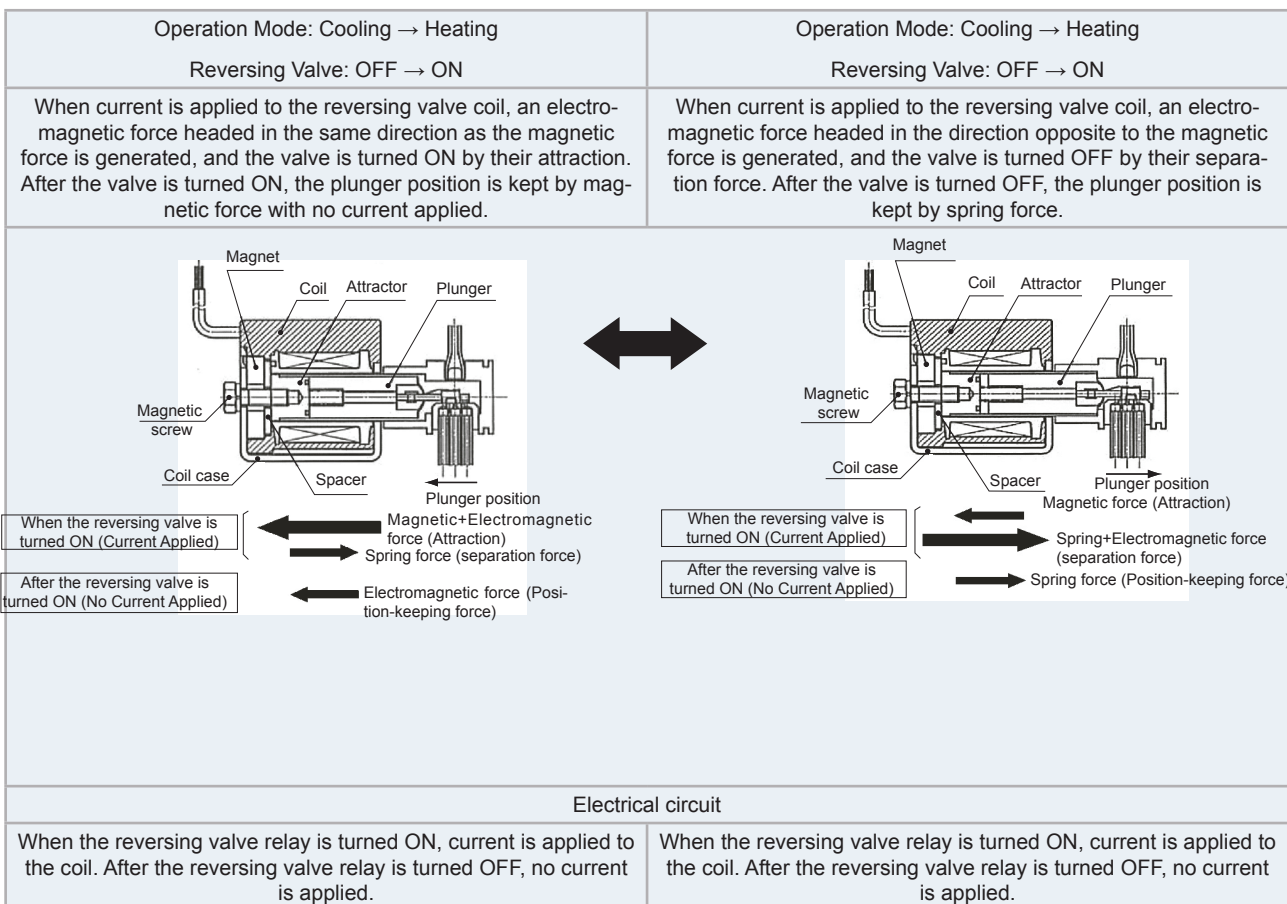 Operation Mode: Cooling → Heating
Reversing Valve: OFF → ON
Operation Mode: Cooling → Heating
Reversing Valve: OFF → ON
When current is applied to the reversing valve coil, an electro-
magnetic force headed in the same direction as the magnetic
force is generated, and the valve is turned ON by their attraction.
After the valve is turned ON, the plunger position is kept by mag-
netic force with no current applied.
When current is applied to the reversing valve coil, an electro-
magnetic force headed in the direction opposite to the magnetic
force is generated, and the valve is turned OFF by their separa-
tion force. After the valve is turned OFF, the plunger position is
kept by spring force.
Magnet
Coil
Attractor
Plunger
Magnetic
screw
Coil case
Spacer
Plunger position
When the reversing valve is
turned ON (Current Applied)
Magnetic+Electromagnetic
force (Attraction)
Spring force (separation force)
After the reversing valve is
turned ON (No Current Applied)
Electromagnetic force (Posi-
tion-keeping force)
Magnet
Coil
Attractor
Plunger
Magnetic
screw
Coil case
Spacer
Plunger position
Magnetic force (Attraction)
When the reversing valve is
turned ON (Current Applied)
Spring+Electromagnetic force
(separation force)
After the reversing valve is
turned ON (No Current Applied)
Spring force (Position-keeping force)
Electrical circuit
When the reversing valve relay is turned ON, current is applied to
the coil. After the reversing valve relay is turned OFF, no current
is applied.
When the reversing valve relay is turned ON, current is applied to
the coil. After the reversing valve relay is turned OFF, no current
is applied.